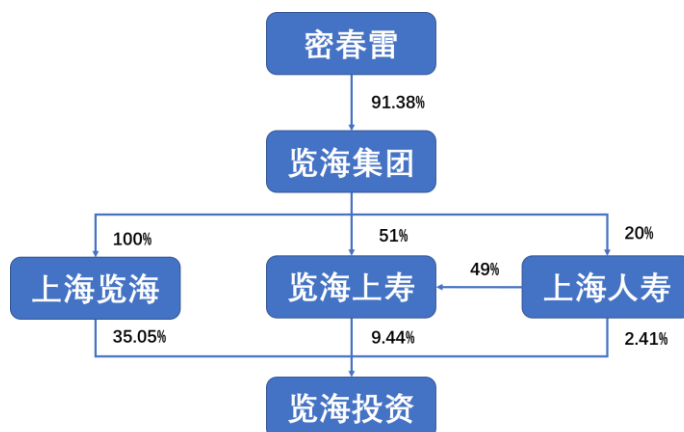 密春雷
91.38%
览海集团
100%
51%
20%
上海览海
览海上寿
49%
上海人寿
35.05%
9.44%
2.41%
览海投资